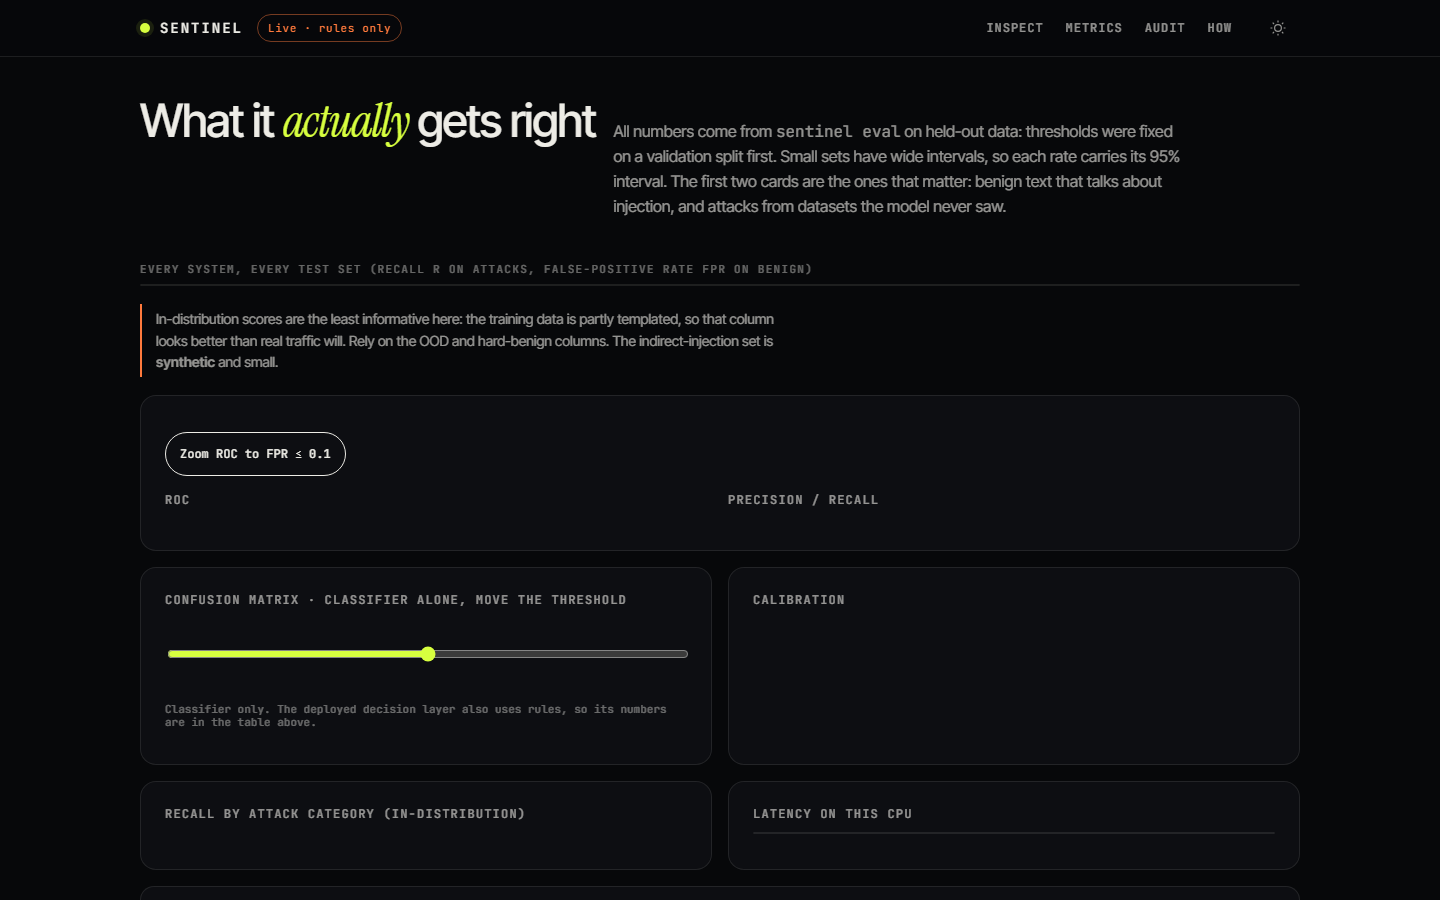 SENTINEL
Live · rules only
INSPECT METRICS AUDIT HOW
What it actually gets right
All numbers come from sentinel eval on held-out data: thresholds were fixed
on a validation split first. Small sets have wide intervals, so each rate carries its 95%
interval. The first two cards are the ones that matter: benign text that talks about
injection, and attacks from datasets the model never saw.
EVERY SYSTEM, EVERY TEST SET (RECALL R ON ATTACKS, FALSE-POSITIVE RATE FPR ON BENIGN)
In-distribution scores are the least informative here: the training data is partly templated, so that column
looks better than real traffic will. Rely on the OOD and hard-benign columns. The indirect-injection set is
synthetic and small.
Zoom ROC to FPR ≤ 0.1
ROC
PRECISION / RECALL
CONFUSION MATRIX · CLASSIFIER ALONE, MOVE THE THRESHOLD
Classifier only. The deployed decision layer also uses rules, so its numbers
are in the table above.
CALIBRATION
RECALL BY ATTACK CATEGORY (IN-DISTRIBUTION)
LATENCY ON THIS CPU